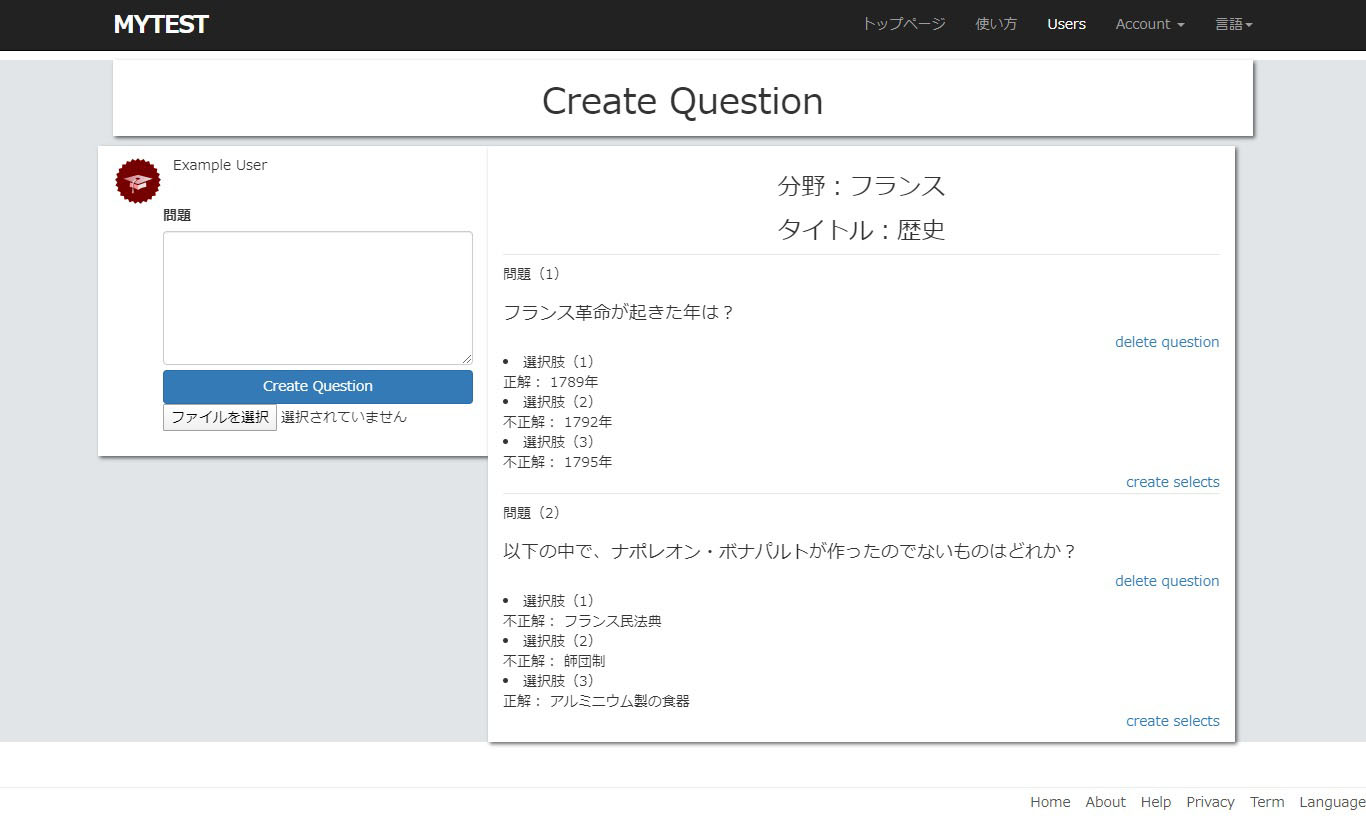 MYTEST
トップページ 使い方 Users Account 言語
Create Question
Example User
問題
Create Question
ファイルを選択 選択されていません
分野：フランス
タイトル：歴史
問題（1）
フランス革命が起きた年は？
delete question
• 選択肢（1）
正解： 1789年
• 選択肢（2）
不正解： 1792年
• 選択肢（3）
不正解： 1795年
create selects
問題（2）
以下の中で、ナポレオン・ボナパルトが作ったのでないものはどれか？
delete question
• 選択肢（1）
不正解： フランス民法典
• 選択肢（2）
不正解： 師団制
• 選択肢（3）
正解： アルミニウム製の食器
create selects
Home About Help Privacy Term Language